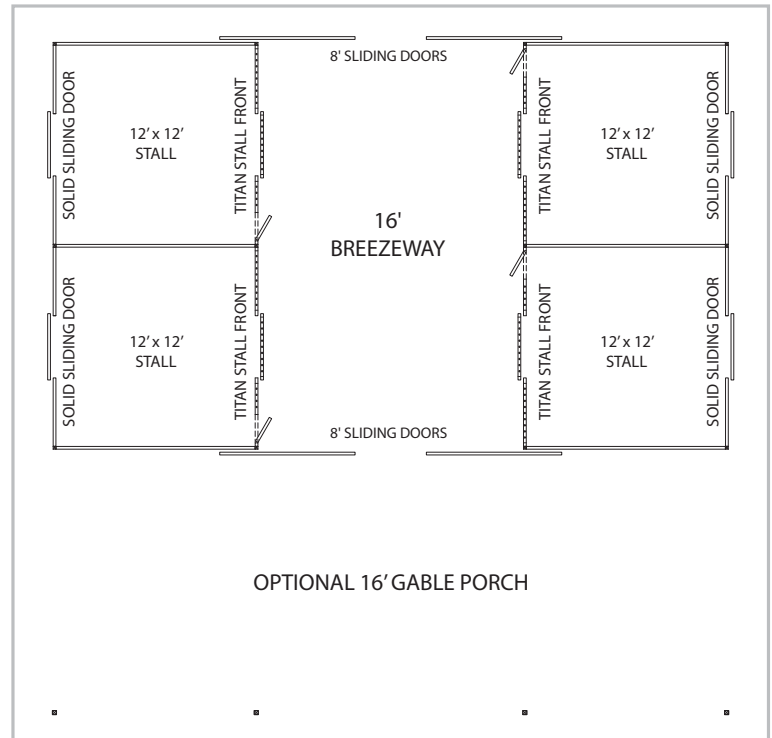 8' SLIDING DOORS
SOLID SLIDING DOOR
12' x 12'
STALL
TITAN STALL FRONT
16'
BREEZEWAY
TITAN STALL FRONT
12' x 12'
STALL
SOLID SLIDING DOOR
SOLID SLIDING DOOR
12' x 12'
STALL
TITAN STALL FRONT
TITAN STALL FRONT
12' x 12'
STALL
SOLID SLIDING DOOR
8' SLIDING DOORS
OPTIONAL 16' GABLE PORCH